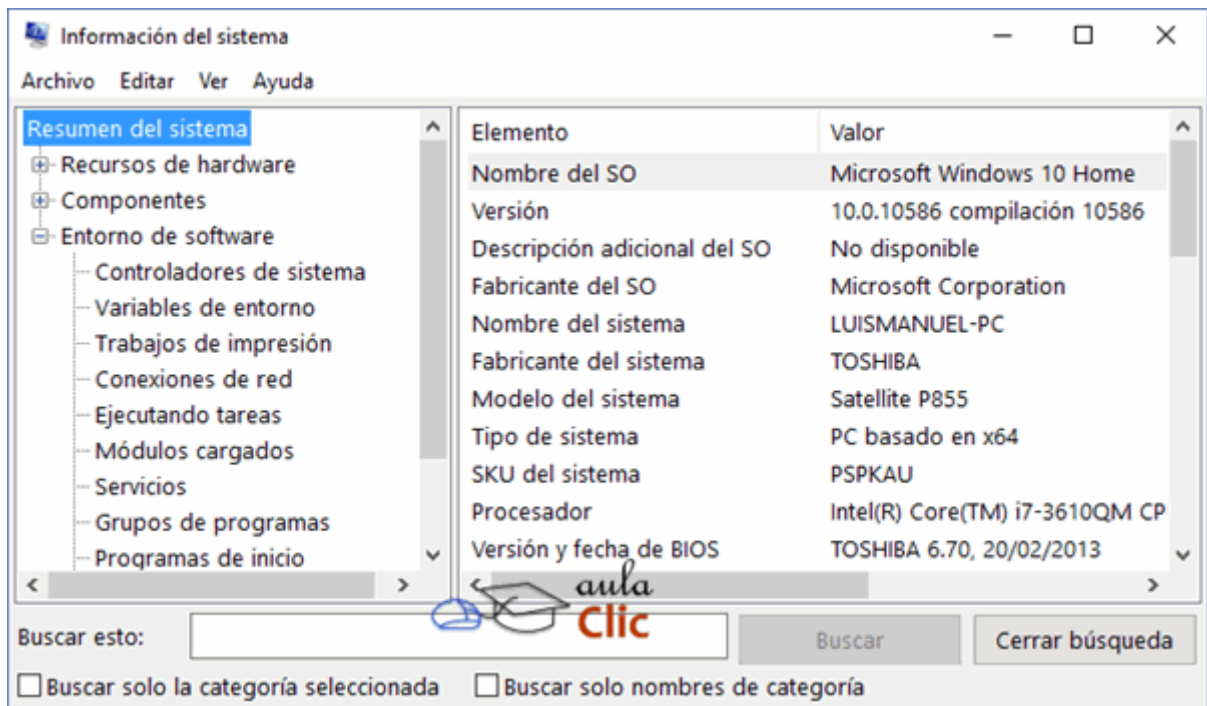 Información del sistema
Archivo Editar Ver Ayuda
Resumen del sistema
Recursos de hardware
Componentes
Entorno de software
Controladores de sistema
Variables de entorno
Trabajos de impresión
Conexiones de red
Ejecutando tareas
Módulos cargados
Servicios
Grupos de programas
Programas de inicio
Elemento Valor
Nombre del SO Microsoft Windows 10 Home
Versión 10.0.10586 compilación 10586
Descripción adicional del SO No disponible
Fabricante del SO Microsoft Corporation
Nombre del sistema LUISMANUEL-PC
Fabricante del sistema TOSHIBA
Modelo del sistema Satellite P855
Tipo de sistema PC basado en x64
SKU del sistema PSPKAU
Procesador Intel(R) Core(TM) i7-3610QM CP
Versión y fecha de BIOS TOSHIBA 6.70, 20/02/2013
aula
Clic
Buscar esto: Buscar Cerrar búsqueda
Buscar solo la categoría seleccionada Buscar solo nombres de categoría